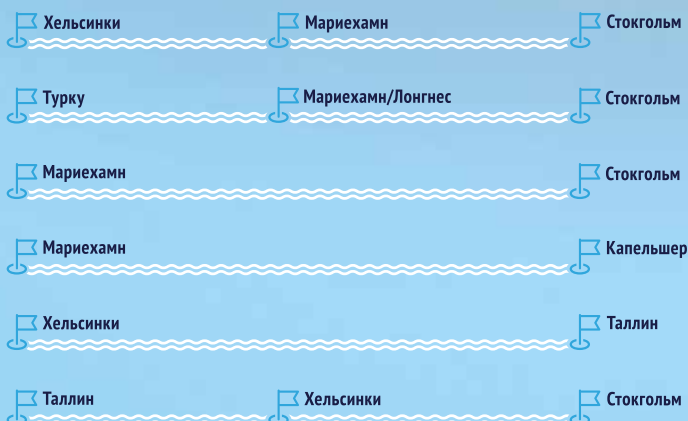 Хельсинки Мариехамн Стокгольм
Турку Мариехамн/Лонгнес Стокгольм
Мариехамн Стокгольм
Мариехамн Капельшер
Хельсинки Таллин
Таллин Хельсинки Стокгольм